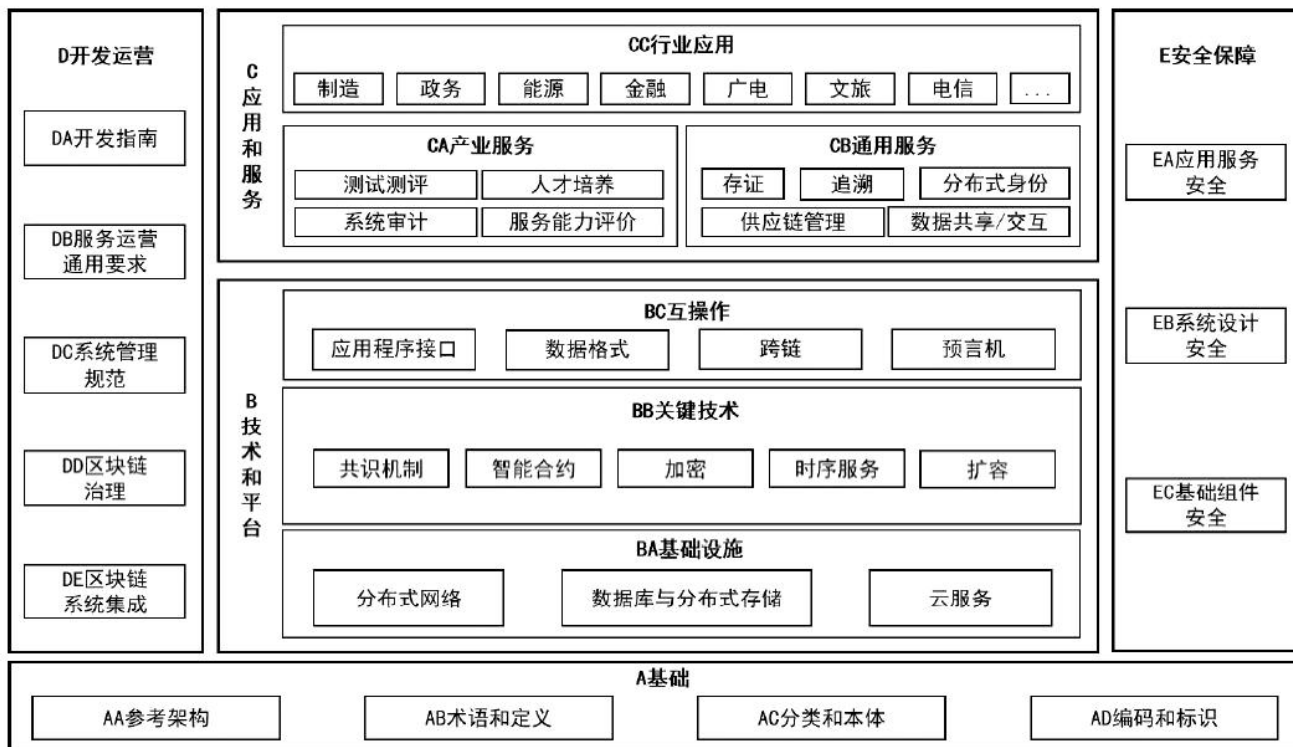 D开发运营
DA开发指南
DB服务运营
通用要求
DC系统管理
规范
DD区块链
治理
DE区块链
系统集成
C应用和服务
CC行业应用
制造
政务
能源
金融
广电
文旅
电信
...
CA产业服务
测试测评
人才培养
系统审计
服务能力评价
CB通用服务
存证
追溯
分布式身份
供应链管理
数据共享/交互
B技术和平台
BC互操作
应用程序接口
数据格式
跨链
预言机
BB关键技术
共识机制
智能合约
加密
时序服务
扩容
BA基础设施
分布式网络
数据库与分布式存储
云服务
E安全保障
EA应用服务
安全
EB系统设计
安全
EC基础组件
安全
A基础
AA参考架构
AB术语和定义
AC分类和本体
AD编码和标识